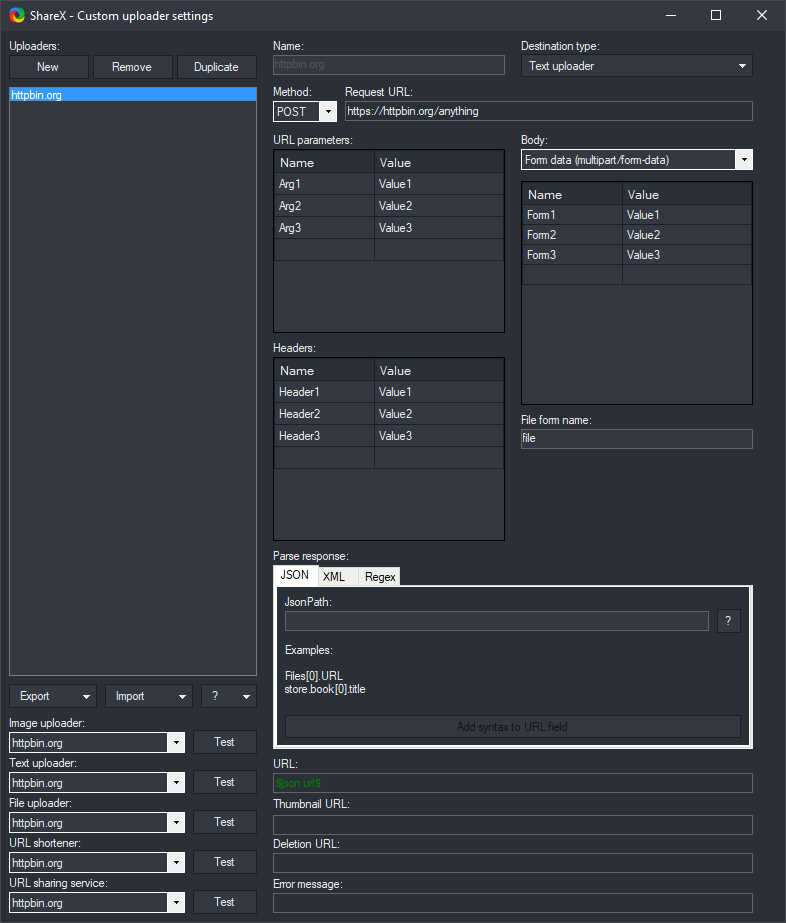 ShareX - Custom uploader settings
Uploaders:
New
Remove
Duplicate
httpbin.org
Export
Import
?
Image uploader:
httpbin.org
Test
Text uploader:
httpbin.org
Test
File uploader:
httpbin.org
Test
URL shortener:
httpbin.org
Test
URL sharing service:
httpbin.org
Test
Name:
httpbin.org
Destination type:
Text uploader
Method:
POST
Request URL:
https://httpbin.org/anything
URL parameters:
Name Value
Arg1 Value1
Arg2 Value2
Arg3 Value3
Headers:
Name Value
Header1 Value1
Header2 Value2
Header3 Value3
Body:
Form data (multipart/form-data)
Name Value
Form1 Value1
Form2 Value2
Form3 Value3
File form name:
file
Parse response:
JSON XML Regex
JsonPath:
?
Examples:
Files[0].URL
store.book[0].title
Add syntax to URL field
URL:
$json:url$
Thumbnail URL:
Deletion URL:
Error message: